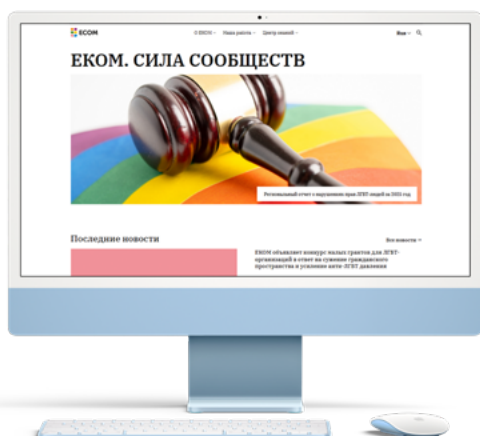 ECOM
О ЕКОМ
Наша работа
Центр знаний
Язык
ЕКОМ. СИЛА СООБЩЕСТВ
Региональный отчет о нарушениях прав ЛГБТ людей за 2024 год
Последние новости
Все новости
ЕКОМ объявляет конкурс малых грантов для ЛГБТ-
организаций в ответ на сужение гражданского
пространства и усиление анти-ЛГБТ давления